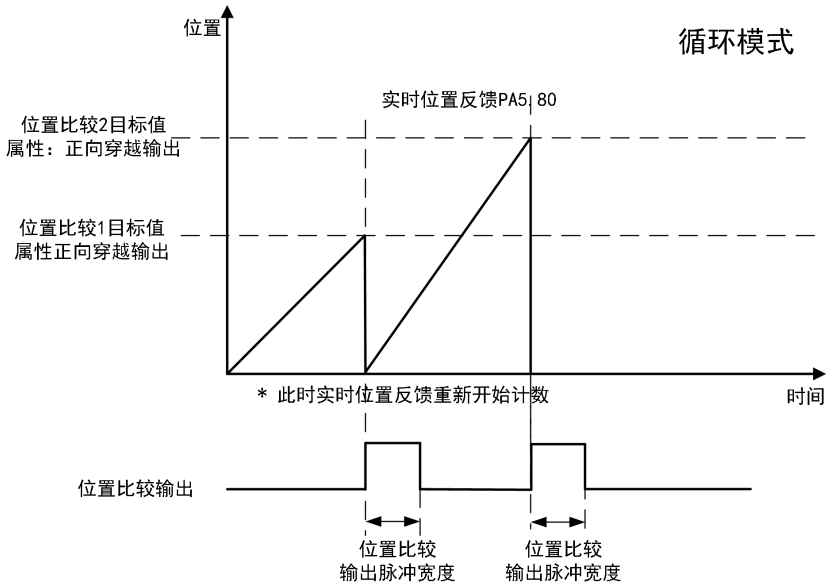 位置
循环模式
实时位置反馈PA5.80
位置比较2目标值
属性：正向穿越输出
位置比较1目标值
属性正向穿越输出
* 此时实时位置反馈重新开始计数
时间
位置比较输出
位置比较
输出脉冲宽度
位置比较
输出脉冲宽度